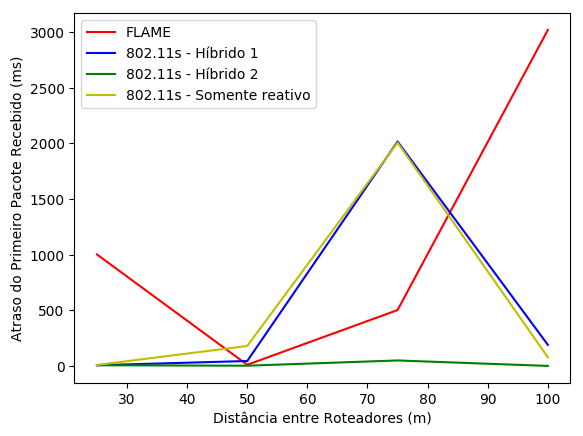 FLAME
802.11s - Híbrido 1
802.11s - Híbrido 2
802.11s - Somente reativo
Atraso do Primeiro Pacote Recebido (ms)
3000
2500
2000
1500
1000
500
0
30 40 50 60 70 80 90 100
Distância entre Roteadores (m)